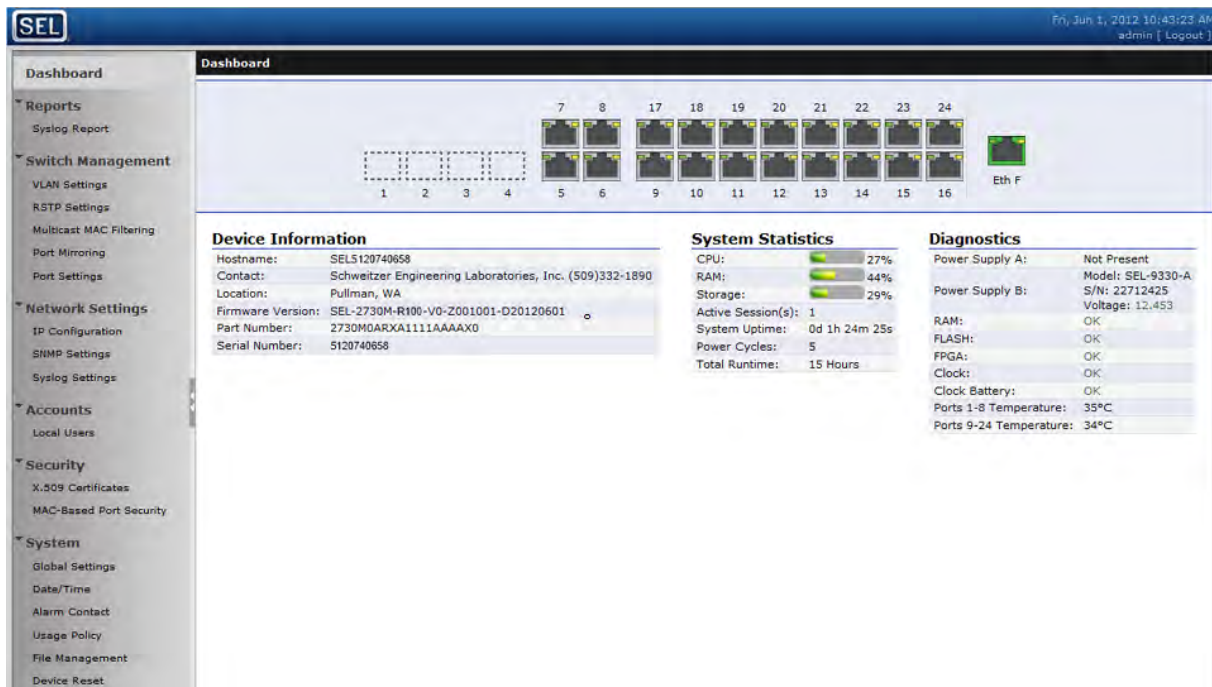 SEL
Fri, Jun 1, 2012 10:43:23 AM
admin [ Logout ]
Dashboard
Reports
Syslog Report
Switch Management
VLAN Settings
RSTP Settings
Multicast MAC Filtering
Port Mirroring
Port Settings
Network Settings
IP Configuration
SNMP Settings
Syslog Settings
Accounts
Local Users
Security
X.509 Certificates
MAC-Based Port Security
System
Global Settings
Date/Time
Alarm Contact
Usage Policy
File Management
Device Reset
Dashboard
7 8 17 18 19 20 21 22 23 24
Eth F
1 2 3 4 5 6 9 10 11 12 13 14 15 16
Device Information
Hostname: SEL5120740658
Contact: Schweitzer Engineering Laboratories, Inc. (509)332-1890
Location: Pullman, WA
Firmware Version: SEL-2730M-R100-V0-Z001001-D20120601
Part Number: 2730M0ARXA1111AAAAX0
Serial Number: 5120740658
System Statistics
CPU: 27%
RAM: 44%
Storage: 29%
Active Session(s): 1
System Uptime: 0d 1h 24m 25s
Power Cycles: 5
Total Runtime: 15 Hours
Diagnostics
Power Supply A: Not Present
Power Supply B: Model: SEL-9330-A
S/N: 22712425
Voltage: 12.453
RAM: OK
FLASH: OK
FPGA: OK
Clock: OK
Clock Battery: OK
Ports 1-8 Temperature: 35°C
Ports 9-24 Temperature: 34°C